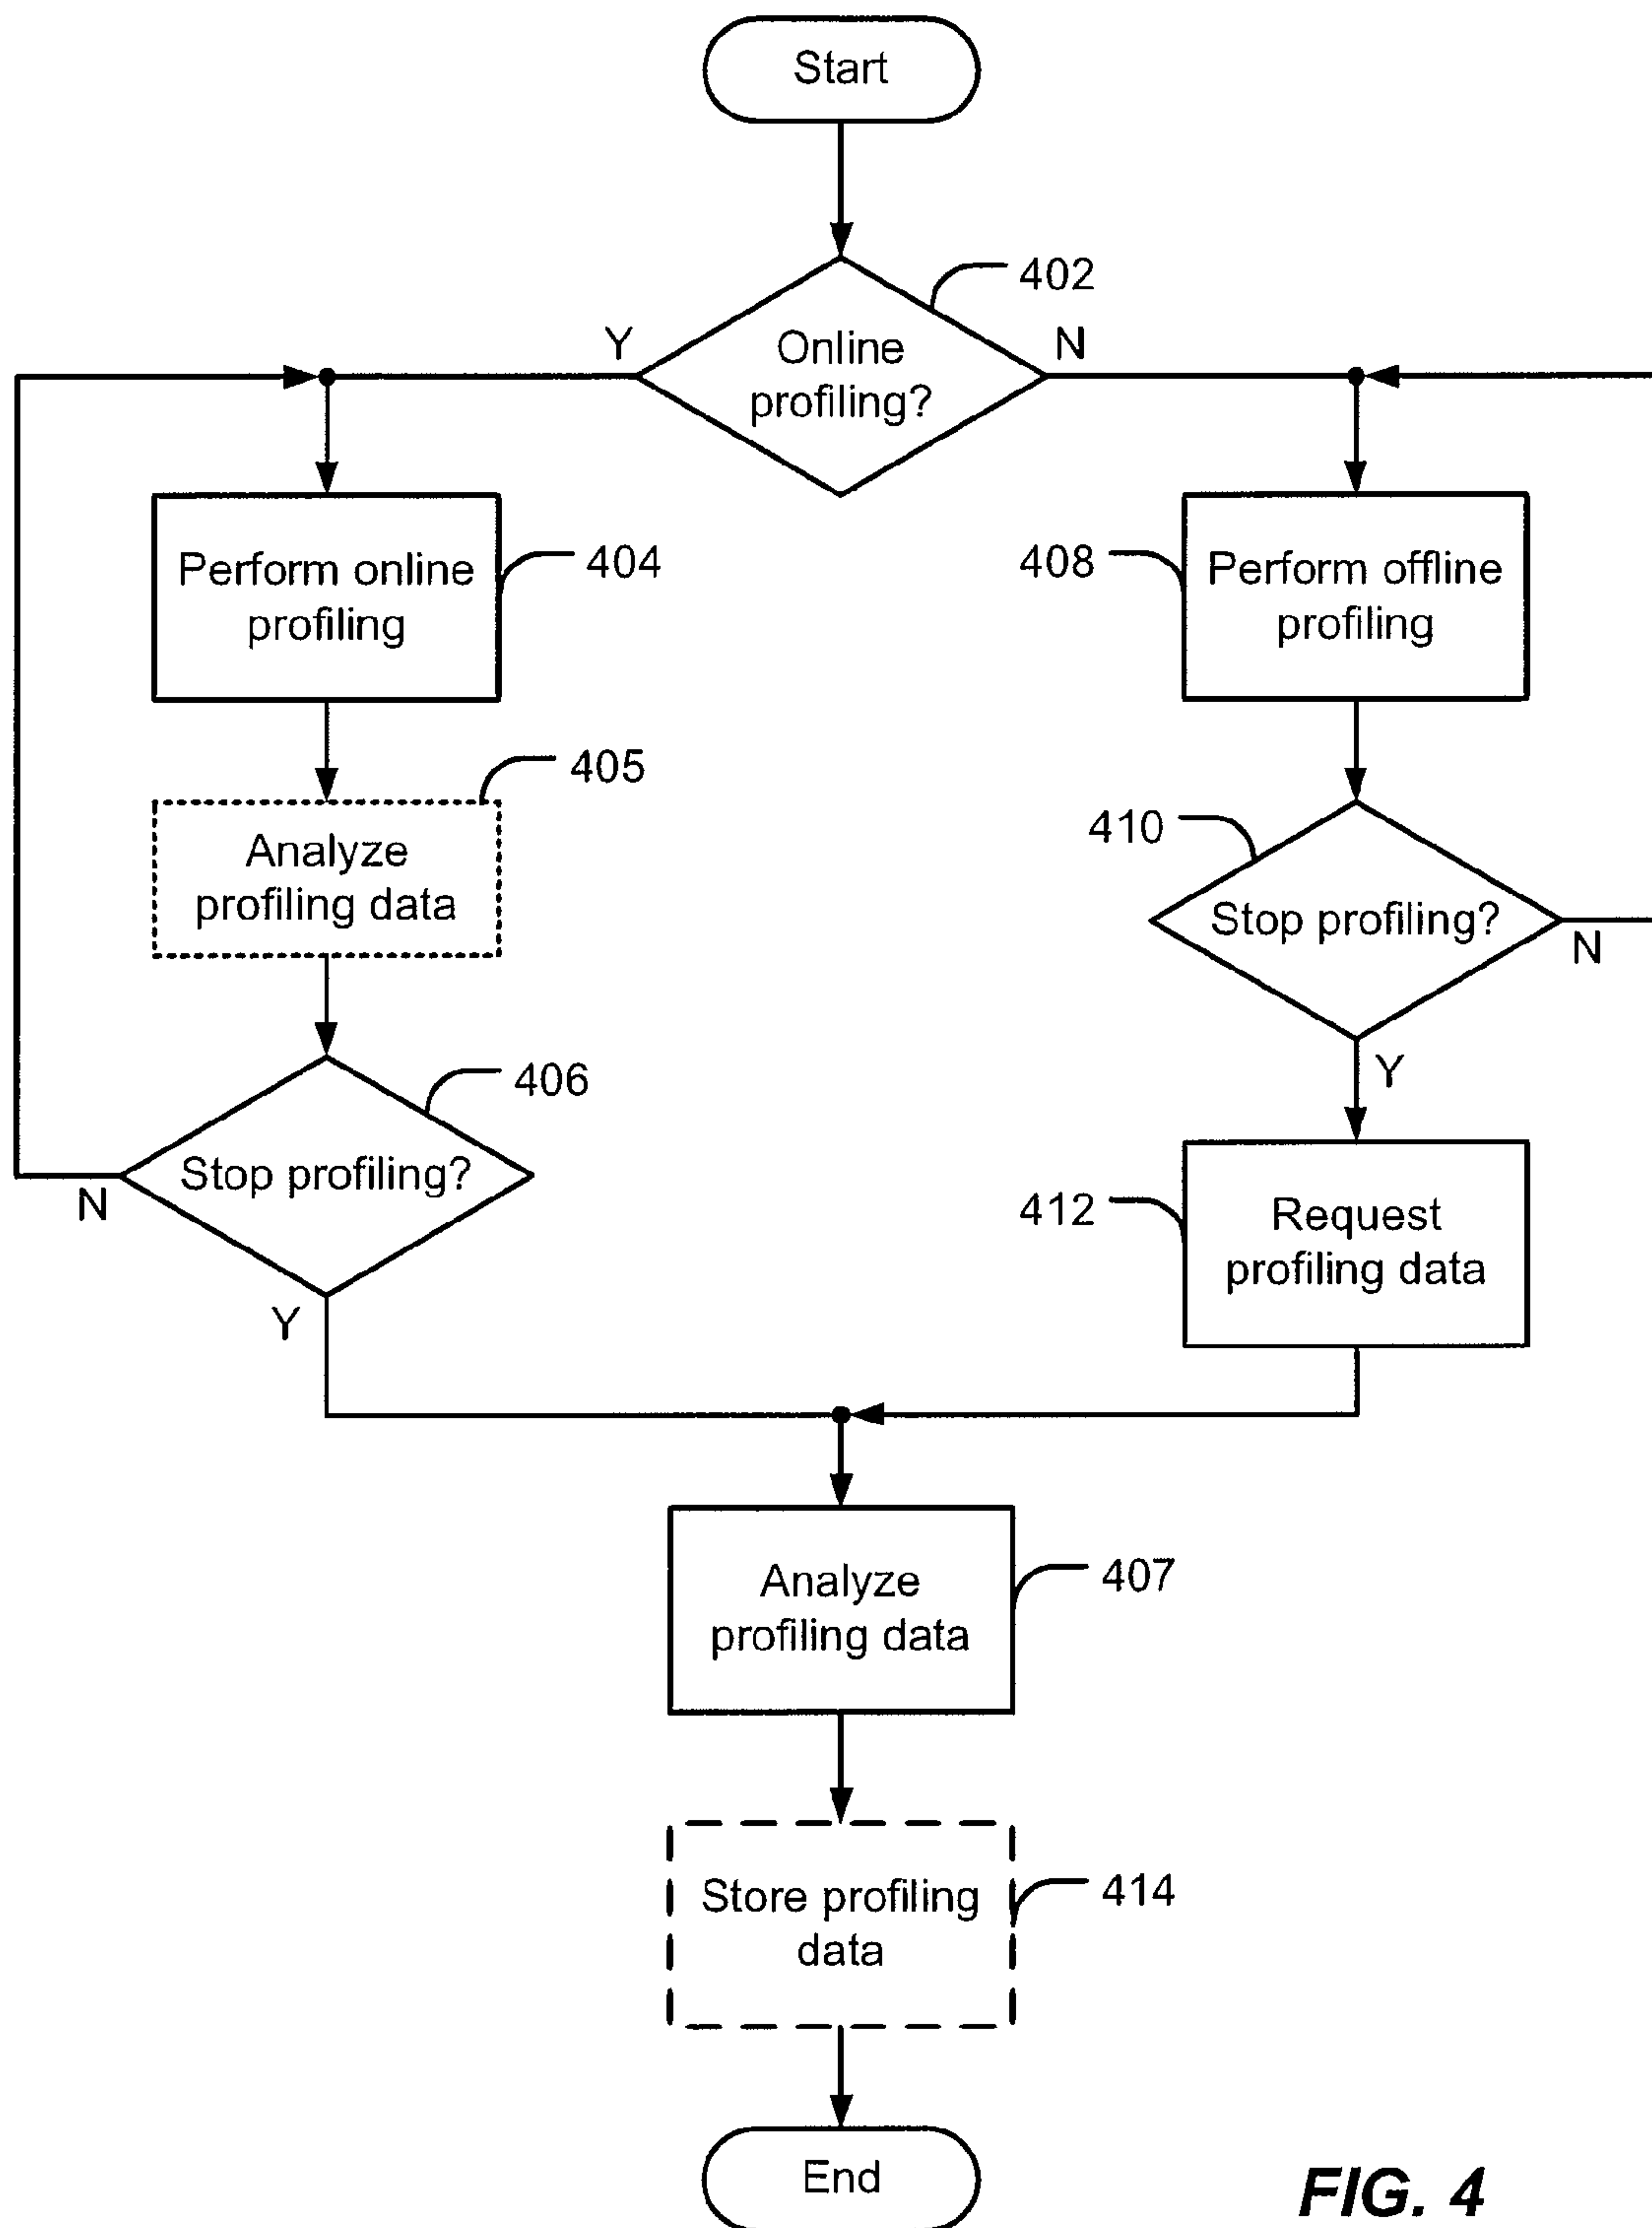 Start
402
Y
Online
profiling?
N
Perform online
profiling
404
408
Perform offline
profiling
405
Analyze
profiling data
410
Stop profiling?
N
406
Stop profiling?
N
Y
Y
412
Request
profiling data
Analyze
profiling data
407
Store profiling
data
414
End
FIG. 4